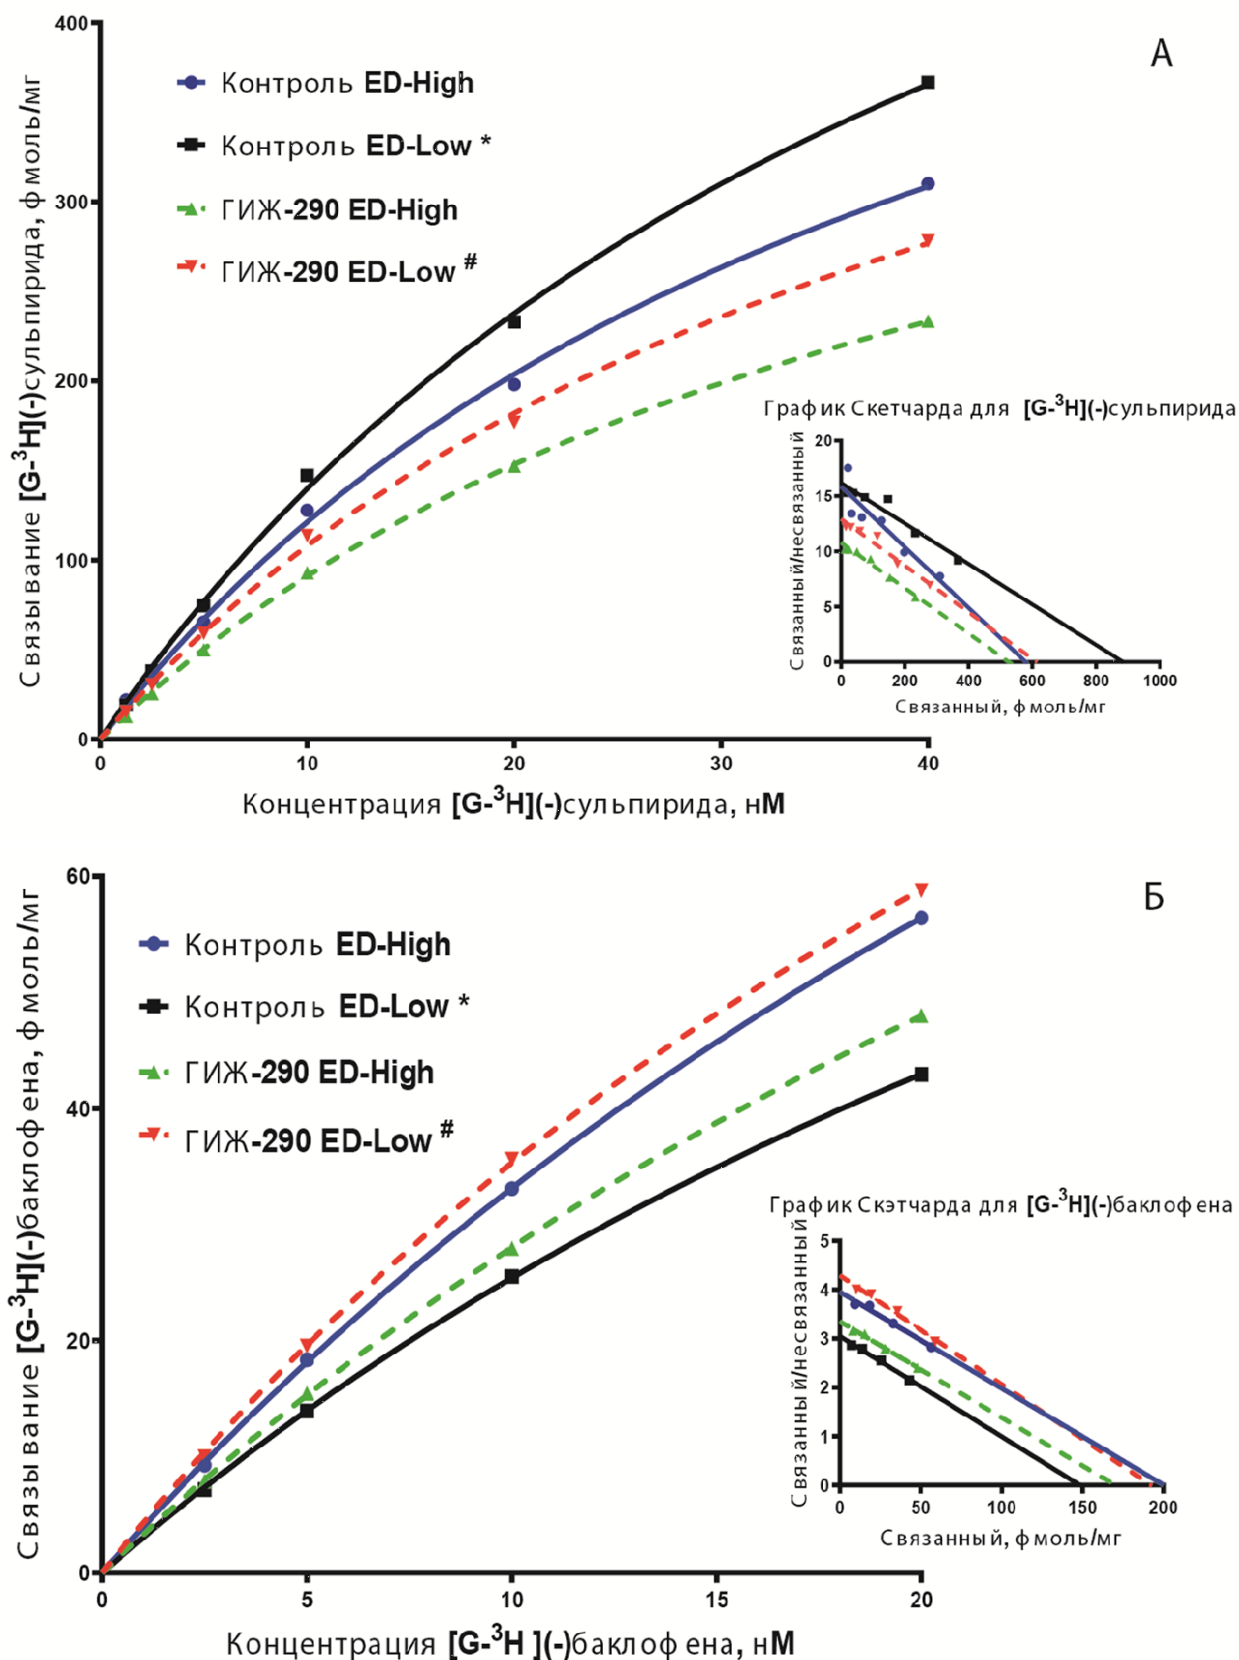 А
400
300
200
100
0
Связывание [G-³H](-)сульпирида, фмоль/мг
Контроль ED-High
Контроль ED-Low *
ГИЖ-290 ED-High
ГИЖ-290 ED-Low #
0 10 20 30 40
Концентрация [G-³H](-)сульпирида, нМ
График Скетчарда для [G-³H](-)сульпирида
Связанный/несвязанный
20
15
10
5
0
0 200 400 600 800 1000
Связанный, фмоль/мг
Б
60
40
20
0
Связывание [G-³H](-)баклофена, фмоль/мг
Контроль ED-High
Контроль ED-Low *
ГИЖ-290 ED-High
ГИЖ-290 ED-Low #
0 5 10 15 20
Концентрация [G-³H ](-)баклофена, нМ
График Скэтчарда для [G-³H](-)баклофена
Связанный/несвязанный
5
4
3
2
1
0
0 50 100 150 200
Связанный, фмоль/мг